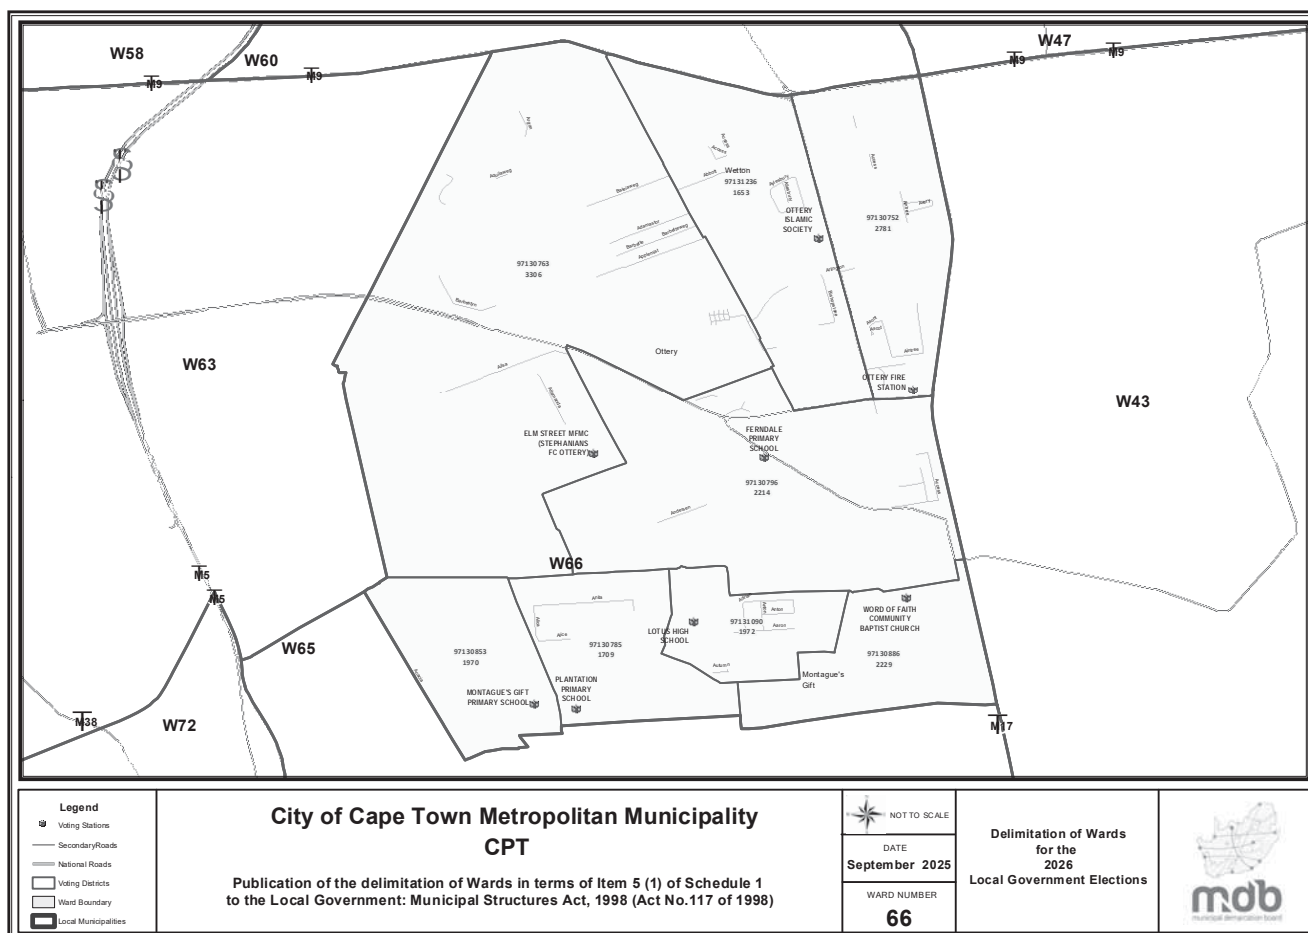 W58
W60
W47
M9
M9
M9
M9
Wetton
97131236
1653
OTTERY
ISLAMIC
SOCIETY
97130752
2781
97130763
3306
Ottery
W63
W43
OTTERY FIRE
STATION
ELM STREET MFMC
(STEPHANIANS
FC OTTERY)
FERNDALE
PRIMARY
SCHOOL
97130796
2214
Anderson
W66
M5
M5
W65
W72
M38
M17
97130853
1970
MONTAGUE'S GIFT
PRIMARY SCHOOL
97130785
1709
PLANTATION
PRIMARY
SCHOOL
LOTUS HIGH
SCHOOL
97131090
1972
Anton
Aaron
Autumn
WORD OF FAITH
COMMUNITY
BAPTIST CHURCH
97130886
2229
Montague's
Gift
Legend
Voting Stations
SecondaryRoads
National Roads
Voting Districts
Ward Boundary
Local Municipalities
City of Cape Town Metropolitan Municipality
CPT
Publication of the delimitation of Wards in terms of Item 5 (1) of Schedule 1
to the Local Government: Municipal Structures Act, 1998 (Act No.117 of 1998)
NOT TO SCALE
DATE
September 2025
WARD NUMBER
66
Delimitation of Wards
for the
2026
Local Government Elections
mdb
municipal demarcation board